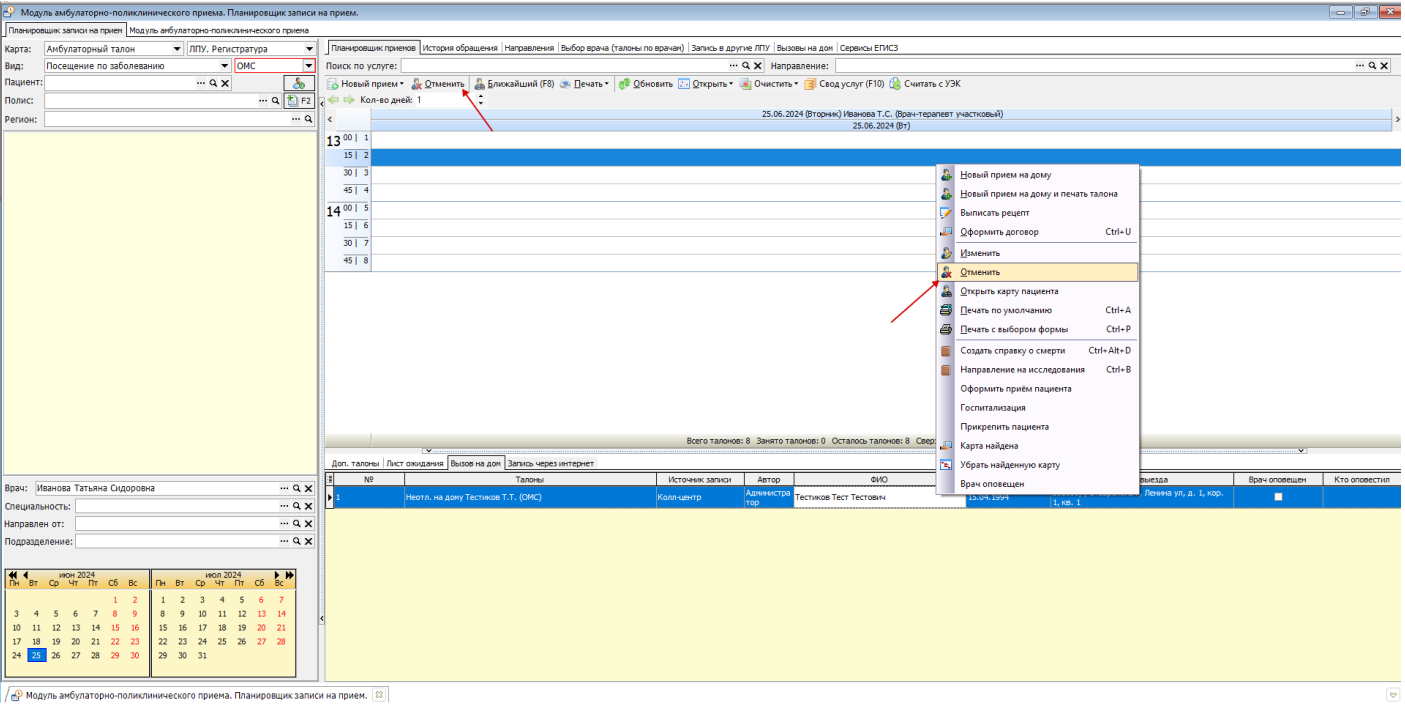 Модуль амбулаторно-поликлинического приема. Планировщик записи на прием.
Планировщик записи на прием Модуль амбулаторно-поликлинического приема
Карта: Амбулаторный талон ЛПУ. Регистратура
Вид: Посещение по заболеванию ОМС
Пациент:
Полис: F2
Регион:
Планировщик приемов История обращения Направления Выбор врача (талоны по врачам) Запись в другие ЛПУ Вызовы на дом Сервисы ЕГИСЗ
Поиск по услуге: Направление:
Новый прием Отменить Ближайший (F8) Печать Обновить Открыть Очистить Свод услуг (F10) Считать с УЭК
Кол-во дней: 1
25.06.2024 (Вторник) Иванова Т.С. (Врач-терапевт участковый)
25.06.2024 (Вт)
13 00 | 1
15 | 2
30 | 3
45 | 4
14 00 | 5
15 | 6
30 | 7
45 | 8
Новый прием на дому
Новый прием на дому и печать талона
Выписать рецепт
Оформить договор Ctrl+U
Изменить
Отменить
Открыть карту пациента
Печать по умолчанию Ctrl+A
Печать с выбором формы Ctrl+P
Создать справку о смерти Ctrl+Alt+D
Направление на исследования Ctrl+B
Оформить приём пациента
Госпитализация
Прикрепить пациента
Карта найдена
Убрать найденную карту
Врач оповещен
Всего талонов: 8 Занято талонов: 0 Осталось талонов: 8
Доп. талоны Лист ожидания Вызов на дом Запись через интернет
№ Талоны Источник записи Автор ФИО выезда Врач оповещен Кто оповестил
1 Неотл. на дому Тестиков Т.Т. (ОМС) Колл-центр Администра тор Тестиков Тест Тестович 15.04.1994 Ленина ул, д. 1, кор. 1, кв. 1
Врач: Иванова Татьяна Сидоровна
Специальность:
Направлен от:
Подразделение:
июн 2024
Пн Вт Ср Чт Пт Сб Вс
1 2
3 4 5 6 7 8 9
10 11 12 13 14 15 16
17 18 19 20 21 22 23
24 25 26 27 28 29 30
июл 2024
Пн Вт Ср Чт Пт Сб Вс
1 2 3 4 5 6 7
8 9 10 11 12 13 14
15 16 17 18 19 20 21
22 23 24 25 26 27 28
29 30 31
Модуль амбулаторно-поликлинического приема. Планировщик записи на прием.